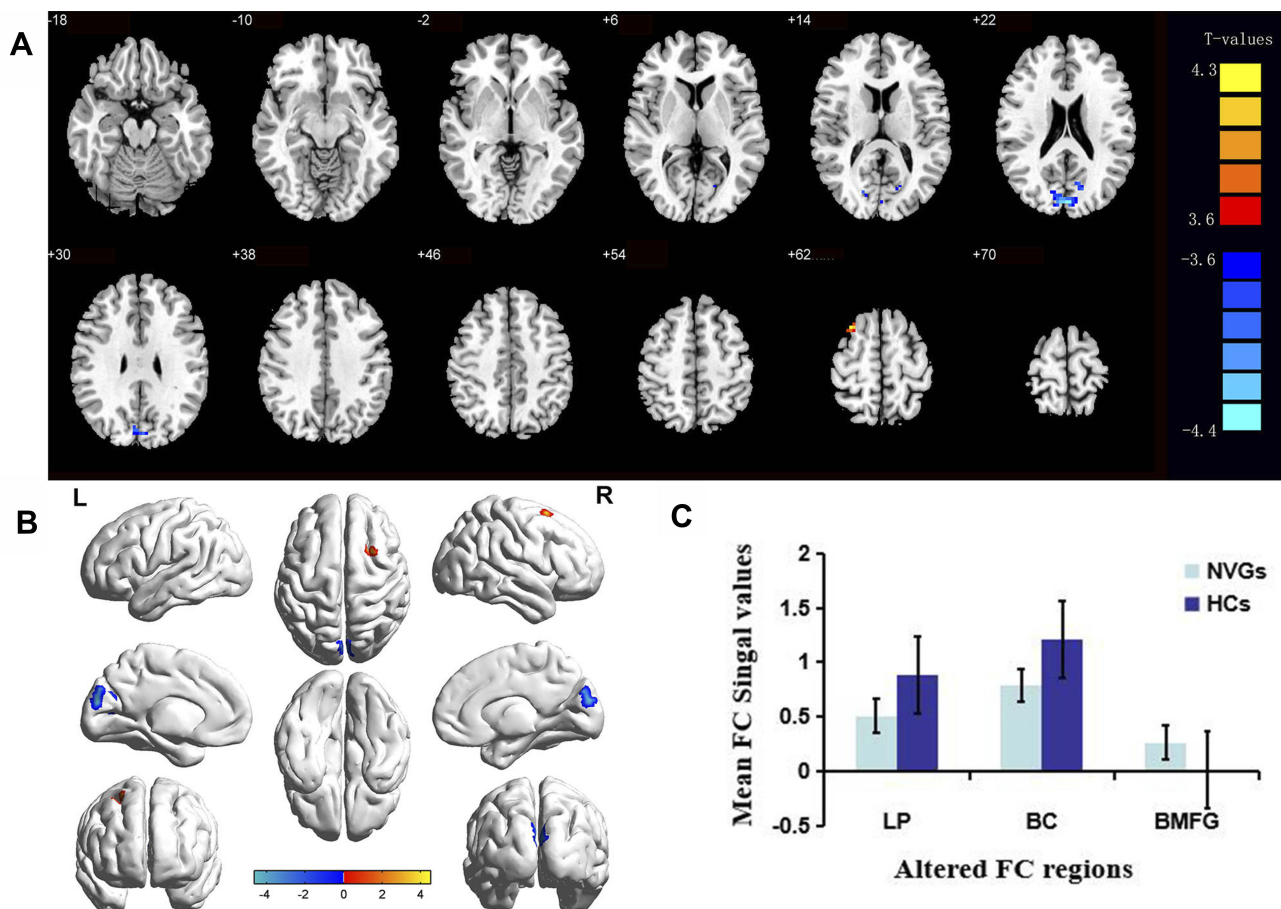 A
-18 -10 -2 +6 +14 +22
T-values
4.3
3.6
+30 +38 +46 +54 +62...... +70
-3.6
-4.4
B
L R
-4 -2 0 2 4
C
Mean FC Singal values
2
1.5
1
0.5
0
-0.5
NVGs
HCs
LP BC BMFG
Altered FC regions